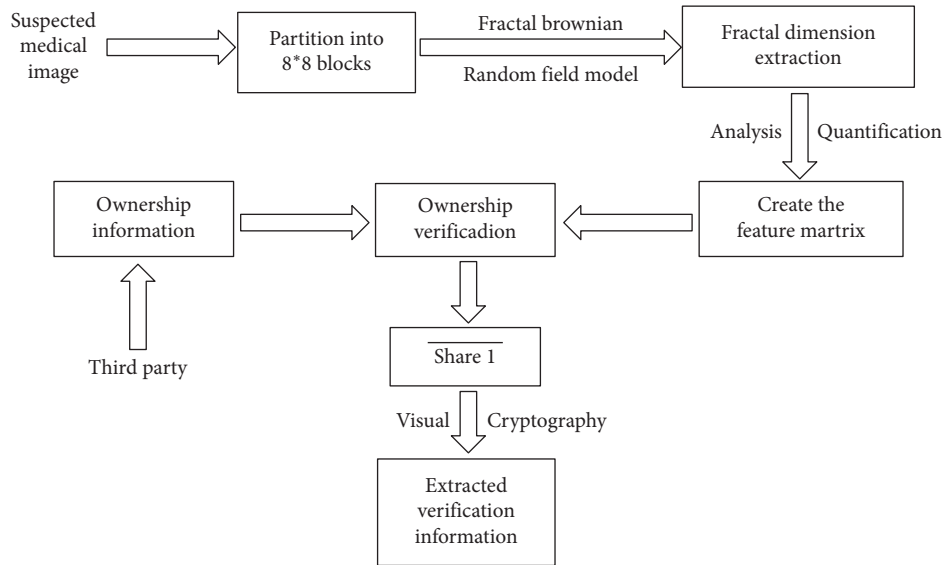 Suspected
medical
image
Partition into
8*8 blocks
Fractal brownian
Random field model
Fractal dimension
extraction
Analysis
Quantification
Ownership
information
Ownership
verificadion
Create the
feature martrix
Third party
Share 1
Visual
Cryptography
Extracted
verification
information